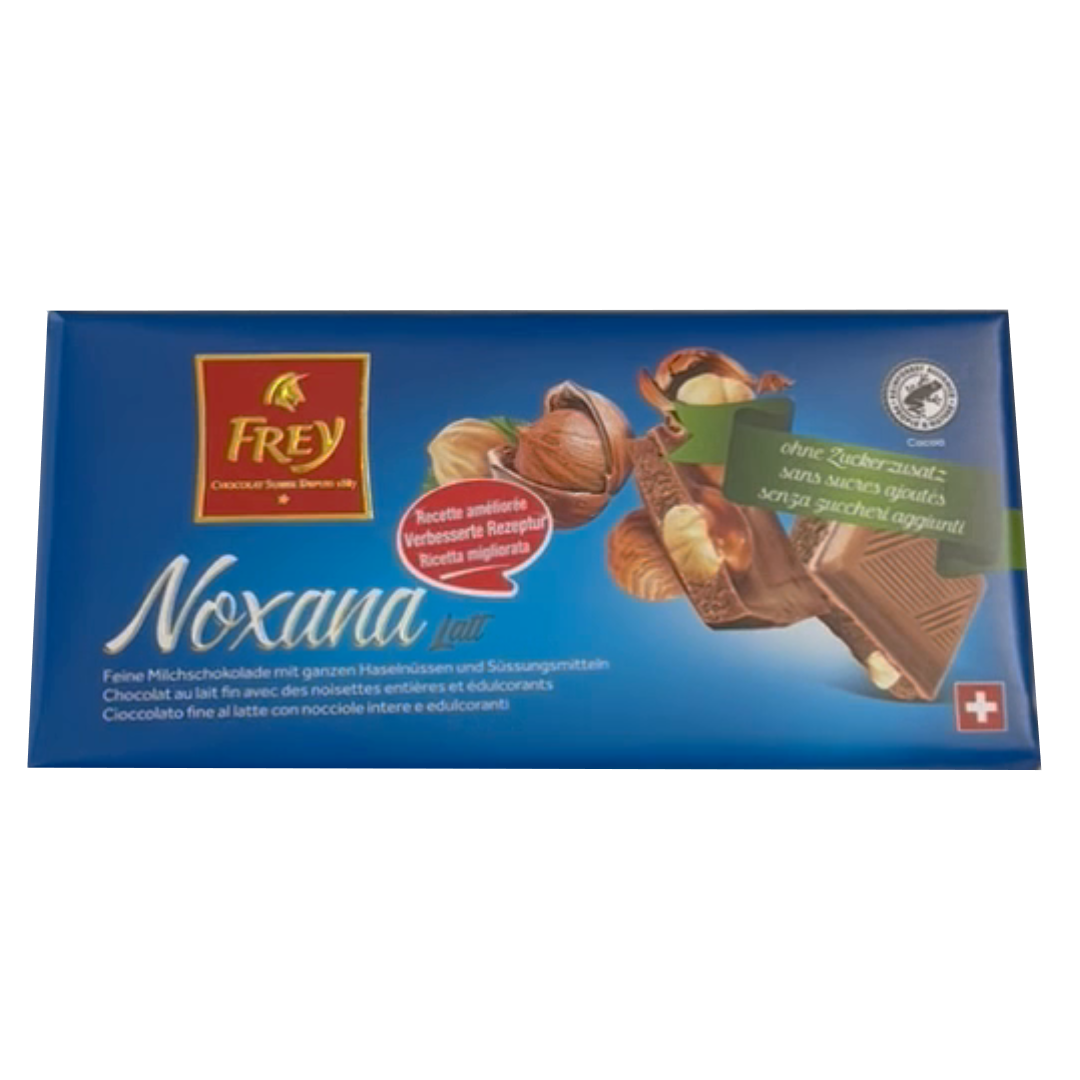 FREY
CHOCOLAT SUISSE DEPUIS 1887
Recette améliorée
Verbesserte Rezeptur
Ricetta migliorata
ohne Zuckerzusatz
sans sucres ajoutés
senza zuccheri aggiunti
Cacao
Noxana Latt
Feine Milchschokolade mit ganzen Haselnüssen und Süssungsmitteln
Chocolat au lait fin avec des noisettes entières et édulcorants
Cioccolato fine al latte con nocciole intere e edulcoranti